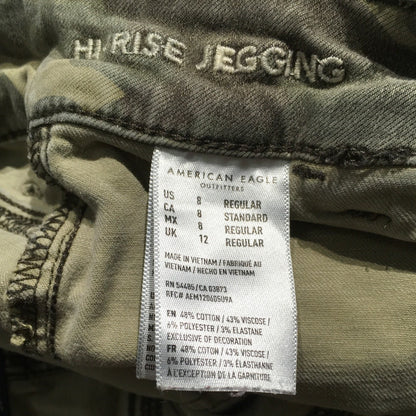 HI-RISE JEGGING
AMERICAN EAGLE
OUTFITTERS
US 8 REGULAR
CA 8 STANDARD
MX 8 REGULAR
UK 12 REGULAR
MADE IN VIETNAM / FABRIQUÉ AU
VIETNAM / HECHO EN VIETNAM
RN 54485/CA 03873
RFC# AEM120605U9A
EN 48% COTTON / 43% VISCOSE /
6% POLYESTER / 3% ELASTANE
EXCLUSIVE OF DECORATION
FR 48% COTON / 43% VISCOSE /
6% POLYESTER / 3% ÉLASTHANNE
À L'EXCEPTION DE LA GARNITURE